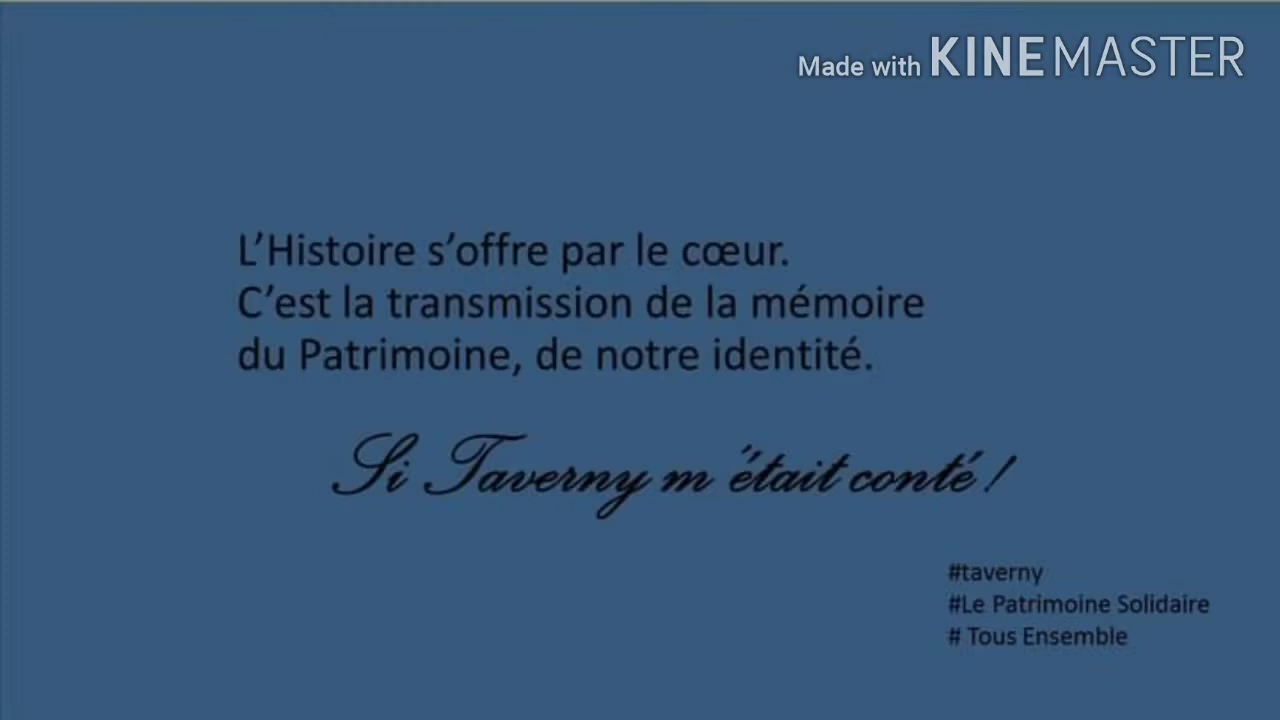 Made with KINEMASTER
L’Histoire s’offre par le cœur.
C’est la transmission de la mémoire
du Patrimoine, de notre identité.
Si Taverny m'était conté !
#taverny
#Le Patrimoine Solidaire
# Tous Ensemble